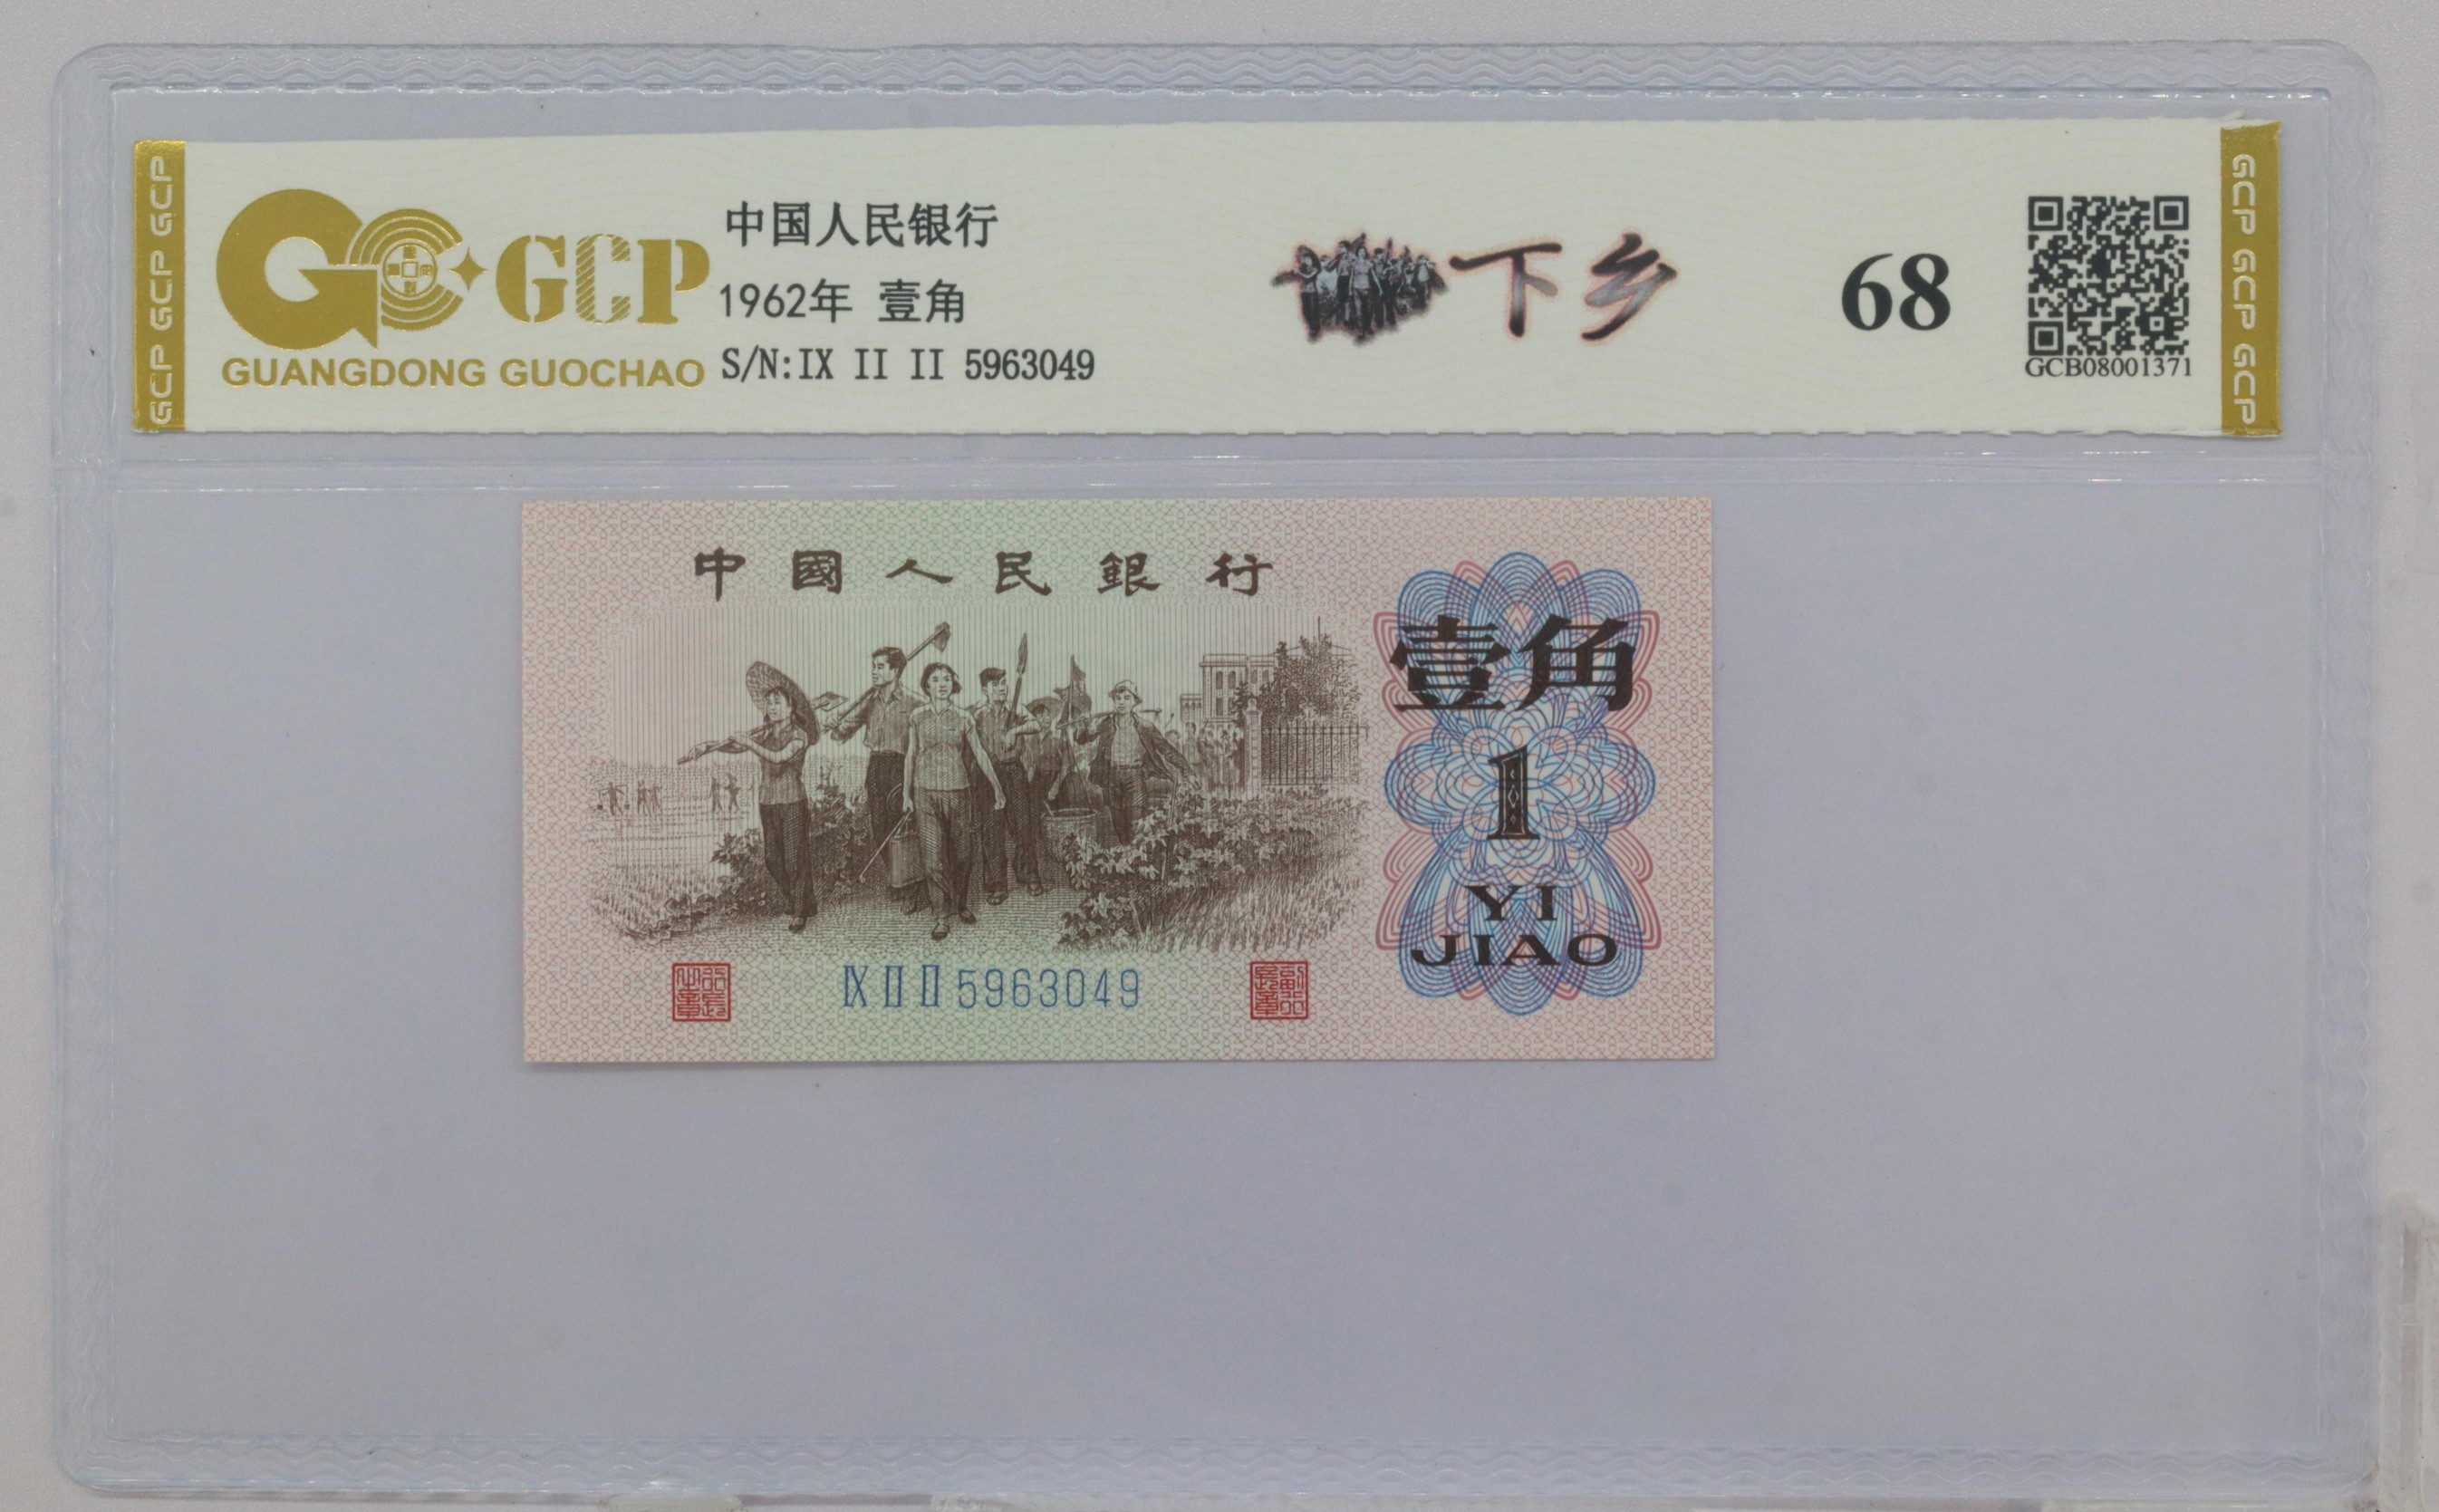 GCP GCP GCP
GCP
GUANGDONG GUOCHAO
中国人民银行
1962年 壹角
S/N:IX II II 5963049
下乡
68
GCB08001371
GCP GCP GCP
中國人民銀行
壹角
1
YI
JIAO
IX II II 5963049